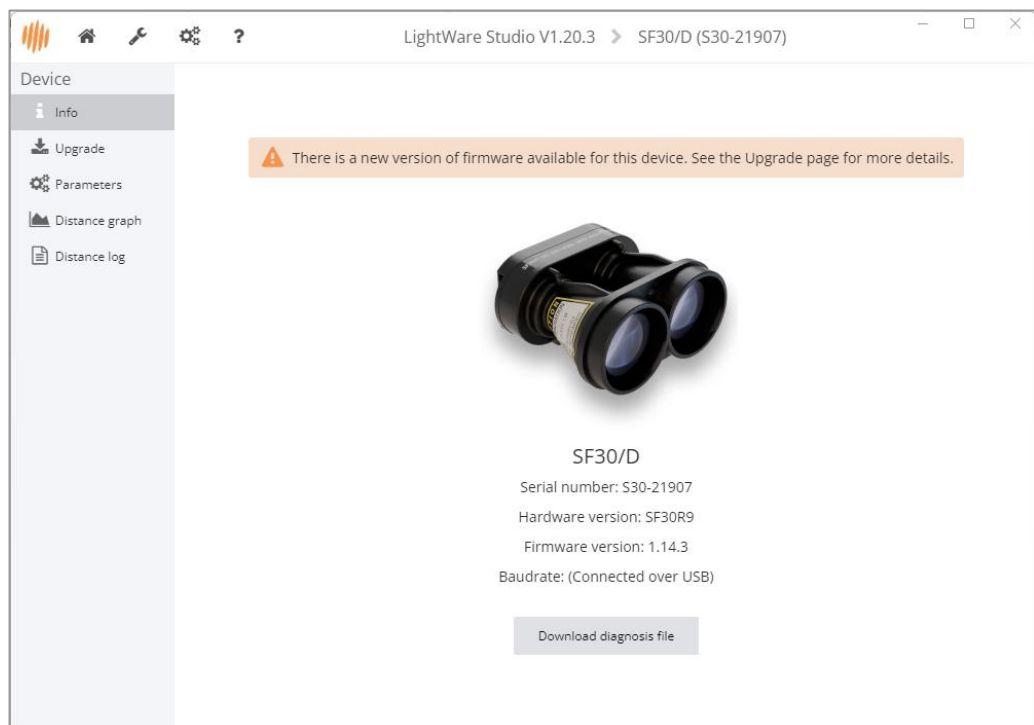 LightWare Studio V1.20.3 > SF30/D (S30-21907)
Device
Info
Upgrade
Parameters
Distance graph
Distance log
There is a new version of firmware available for this device. See the Upgrade page for more details.
SF30/D
Serial number: S30-21907
Hardware version: SF30R9
Firmware version: 1.14.3
Baudrate: (Connected over USB)
Download diagnosis file